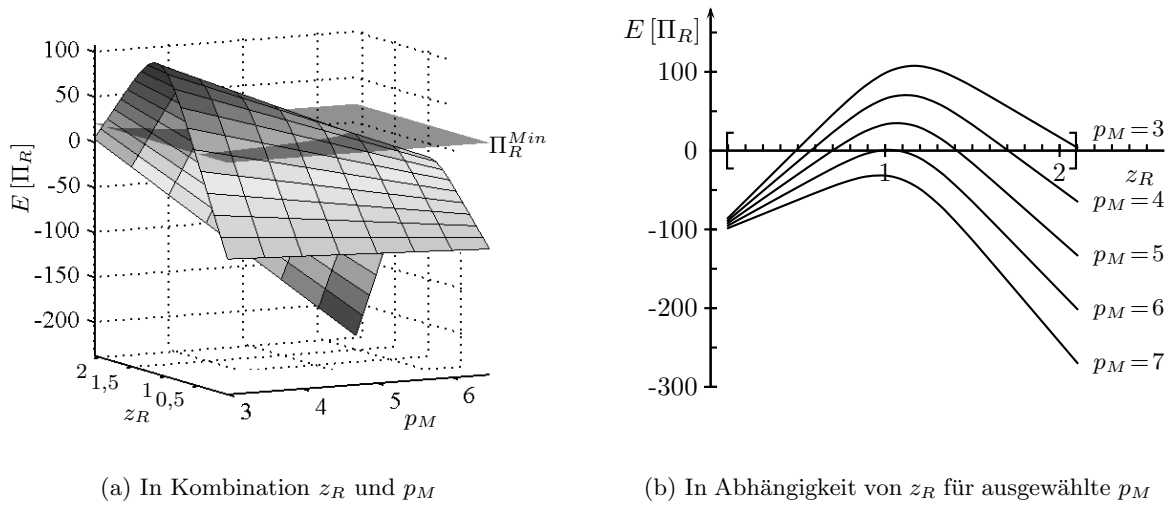 E [Π_R]
100
50
0
-50
-100
-150
-200
Π_R^Min
2
1,5
1
0,5
z_R
3
4
5
6
p_M
E [Π_R]
100
0
-100
-200
-300
1
2
z_R
p_M = 3
p_M = 4
p_M = 5
p_M = 6
p_M = 7
(a) In Kombination z_R und p_M
(b) In Abhängigkeit von z_R für ausgewählte p_M